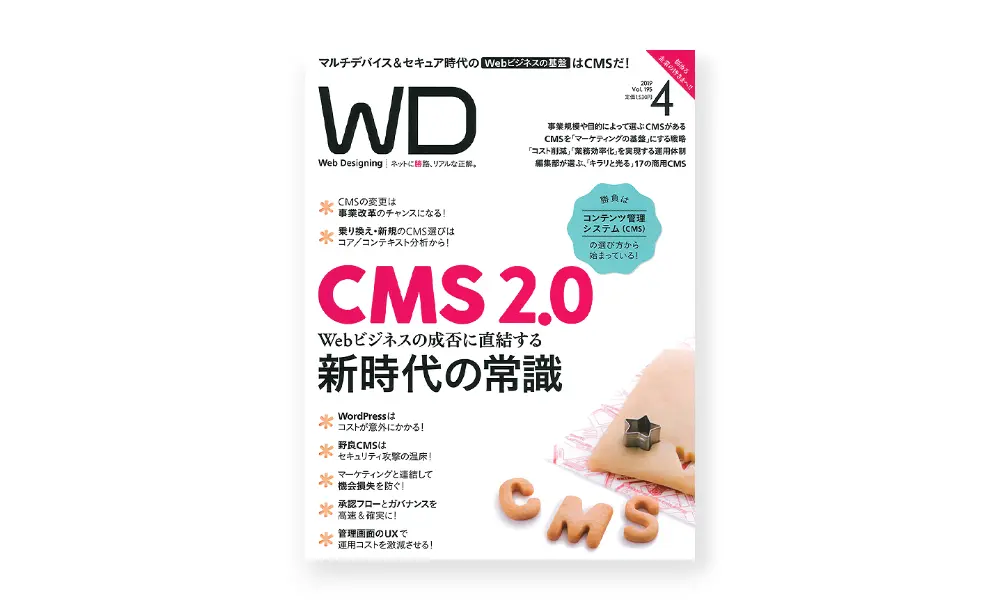 マルチデバイス&セキュア時代のWebビジネスの基盤はCMSだ!
2019
Vol. 195
4
WD
Web Designing ネットに勝路、リアルな正解。
事業規模や目的によって選ぶCMSがある
CMSを「マーケティングの基盤」にする戦略
「コスト削減」「業務効率化」を実現する運用体制
編集部が選ぶ、「キラリと光る」17の商用CMS
CMSの変更は
事業改革のチャンスになる!
乗り換え・新規のCMS選びは
コア/コンテキスト分析から!
勝負は
コンテンツ管理
システム(CMS)
の選び方から
始まっている!
CMS 2.0
Webビジネスの成否に直結する
新時代の常識
WordPressは
コストが意外にかかる!
野良CMSは
セキュリティ攻撃の温床!
マーケティングと連結して
機会損失を防ぐ!
承認フローとガバナンスを
高速&確実に!
管理画面のUXで
運用コストを激減させる!
CMS